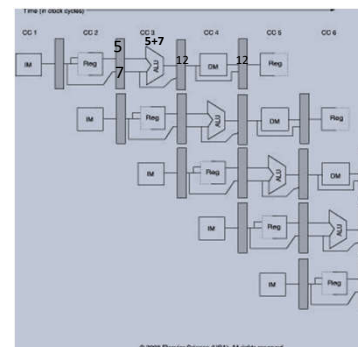 Time (in clock cycles)
CC 1 CC 2 CC 3 CC 4 CC 5 CC 6
5 5+7
IM Reg 7 ALU 12 DM 12 Reg
IM Reg ALU DM Reg
IM Reg ALU DM
IM Reg ALU
IM Reg